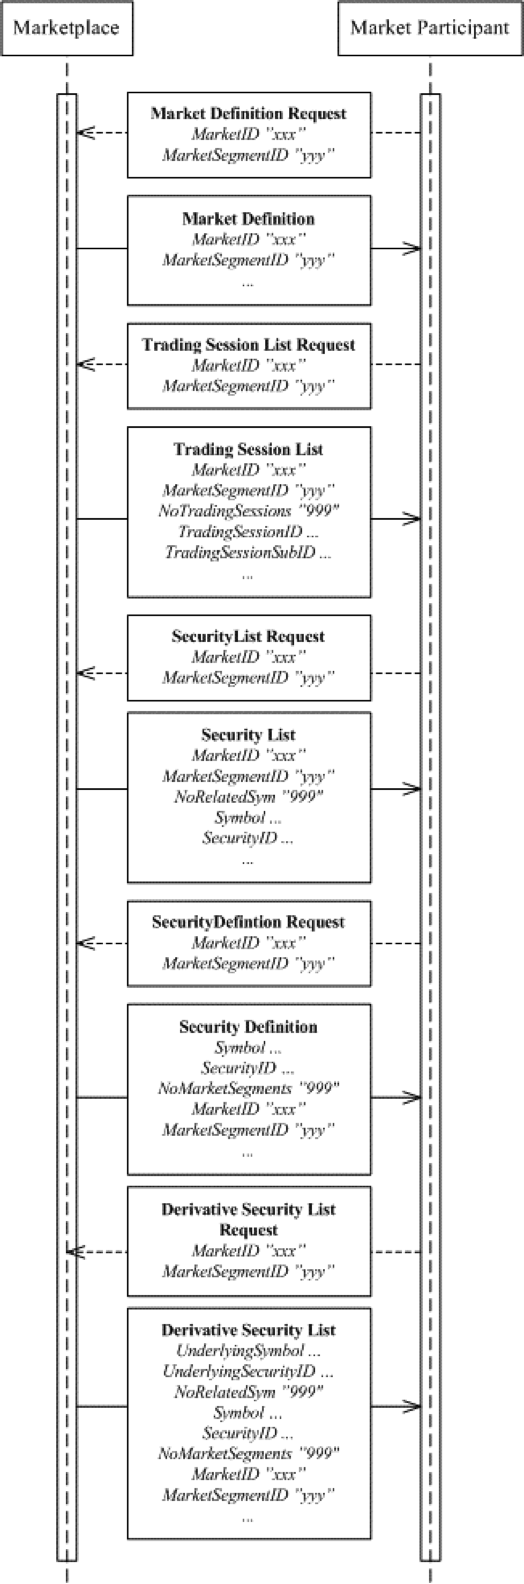 Marketplace
Market Participant
Market Definition Request
MarketID "xxx"
MarketSegmentID "yyy"
Market Definition
MarketID "xxx"
MarketSegmentID "yyy"
...
Trading Session List Request
MarketID "xxx"
MarketSegmentID "yyy"
Trading Session List
MarketID "xxx"
MarketSegmentID "yyy"
NoTradingSessions "999"
TradingSessionID ...
TradingSessionSubID ...
...
SecurityList Request
MarketID "xxx"
MarketSegmentID "yyy"
Security List
MarketID "xxx"
MarketSegmentID "yyy"
NoRelatedSym "999"
Symbol ...
SecurityID ...
...
SecurityDefintion Request
MarketID "xxx"
MarketSegmentID "yyy"
Security Definition
Symbol ...
SecurityID ...
NoMarketSegments "999"
MarketID "xxx"
MarketSegmentID "yyy"
...
Derivative Security List
Request
MarketID "xxx"
MarketSegmentID "yyy"
Derivative Security List
UnderlyingSymbol ...
UnderlyingSecurityID ...
NoRelatedSym "999"
Symbol ...
SecurityID ...
NoMarketSegments "999"
MarketID "xxx"
MarketSegmentID "yyy"
...